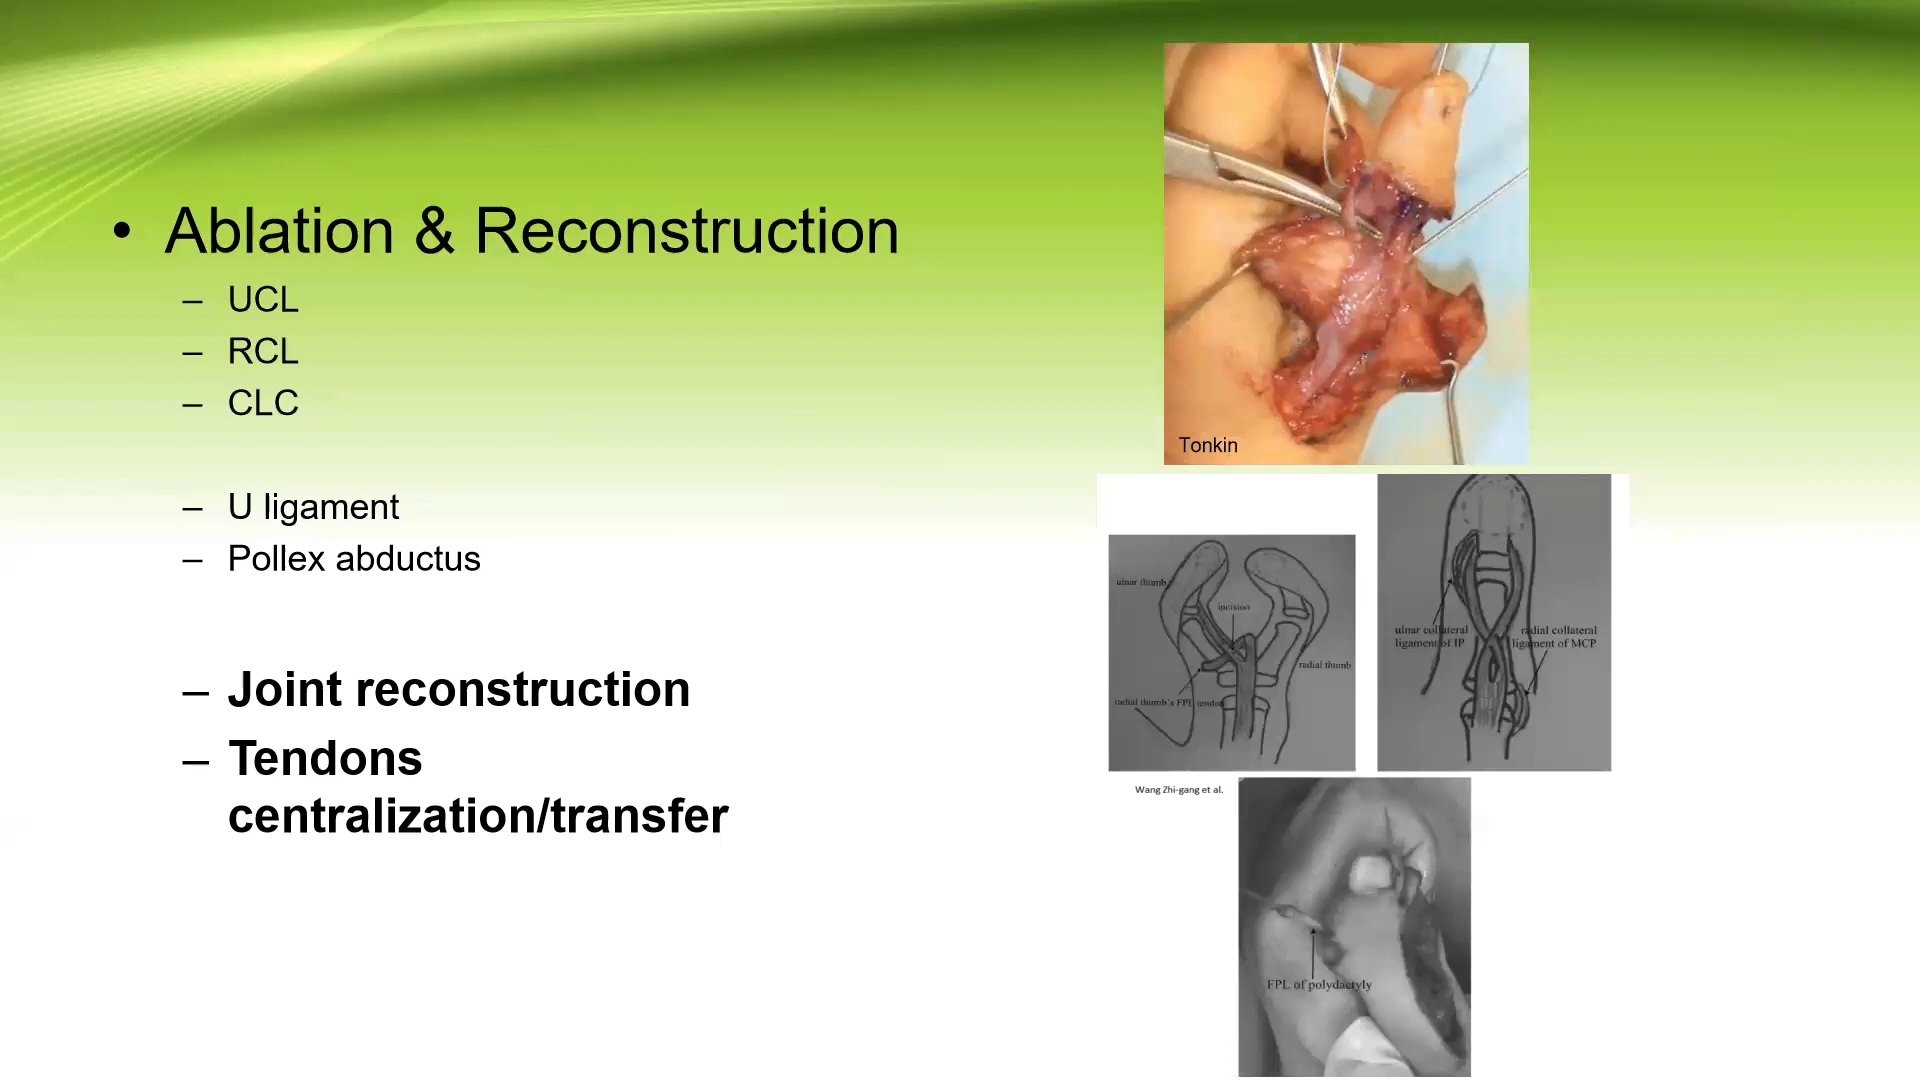 • Ablation & Reconstruction
– UCL
– RCL
– CLC
– U ligament
– Pollex abductus
– Joint reconstruction
– Tendons
centralization/transfer
Tonkin
ulnar thumb
incision
radial thumb
radial thumb's FPL tendon
ulnar collateral
ligament of IP
radial collateral
ligament of MCP
Wang Zhi-gang et al.
FPL of polydactyly